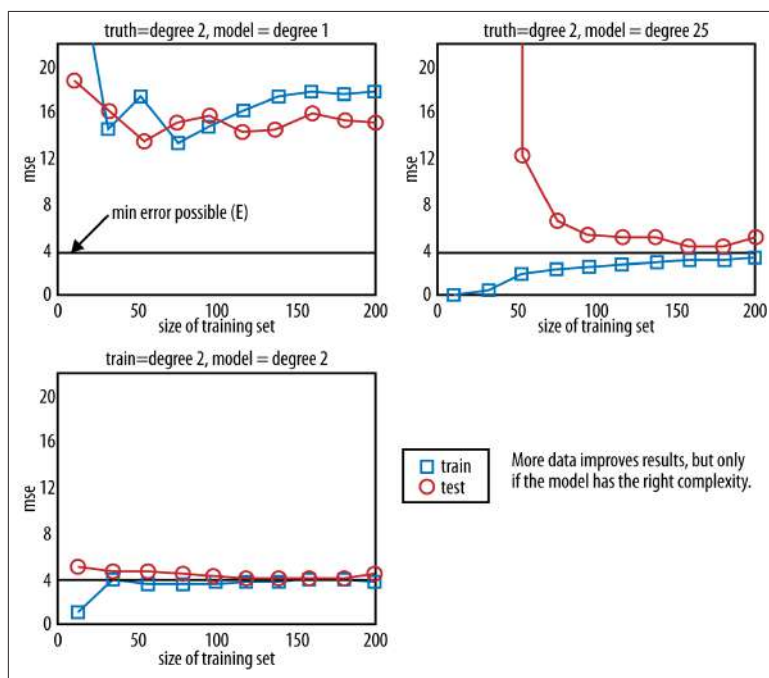 truth=degree 2, model = degree 1
20
16
12
8
4
0
mse
min error possible (E)
0
50
100
150
200
size of training set
truth=dgree 2, model = degree 25
20
16
12
8
4
0
mse
0
50
100
150
200
size of training set
train=degree 2, model = degree 2
20
16
12
8
4
0
mse
0
50
100
150
200
size of training set
train
test
More data improves results, but only
if the model has the right complexity.